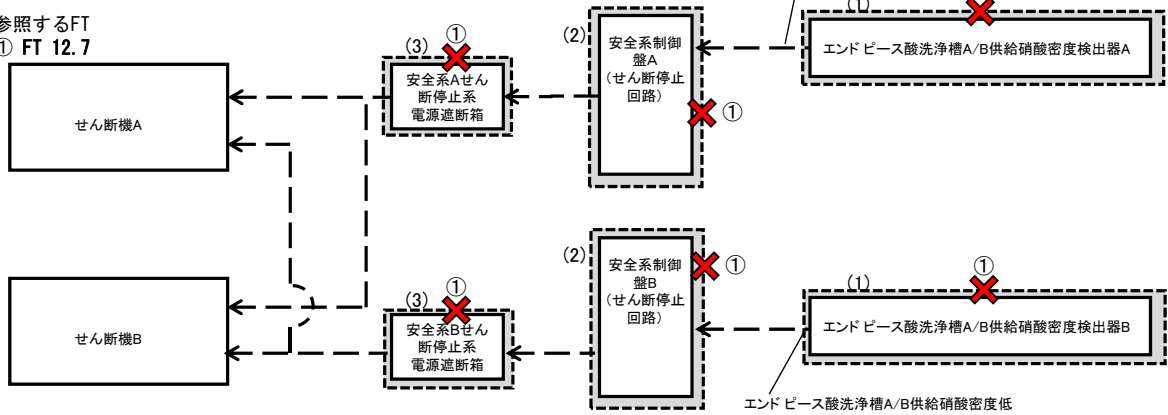 参照するFT
① FT 12.7
せん断機A
(3)
①
安全系Aせん
断停止系
電源遮断箱
(2)
安全系制御
盤A
(せん断停止
回路)
①
(1)
エンドピース酸洗浄槽A/B供給硝酸密度検出器A
せん断機B
(3)
①
安全系Bせん
断停止系
電源遮断箱
(2)
安全系制御
盤B
(せん断停止
回路)
①
(1)
①
エンドピース酸洗浄槽A/B供給硝酸密度検出器B
エンドピース酸洗浄槽A/B供給硝酸密度低